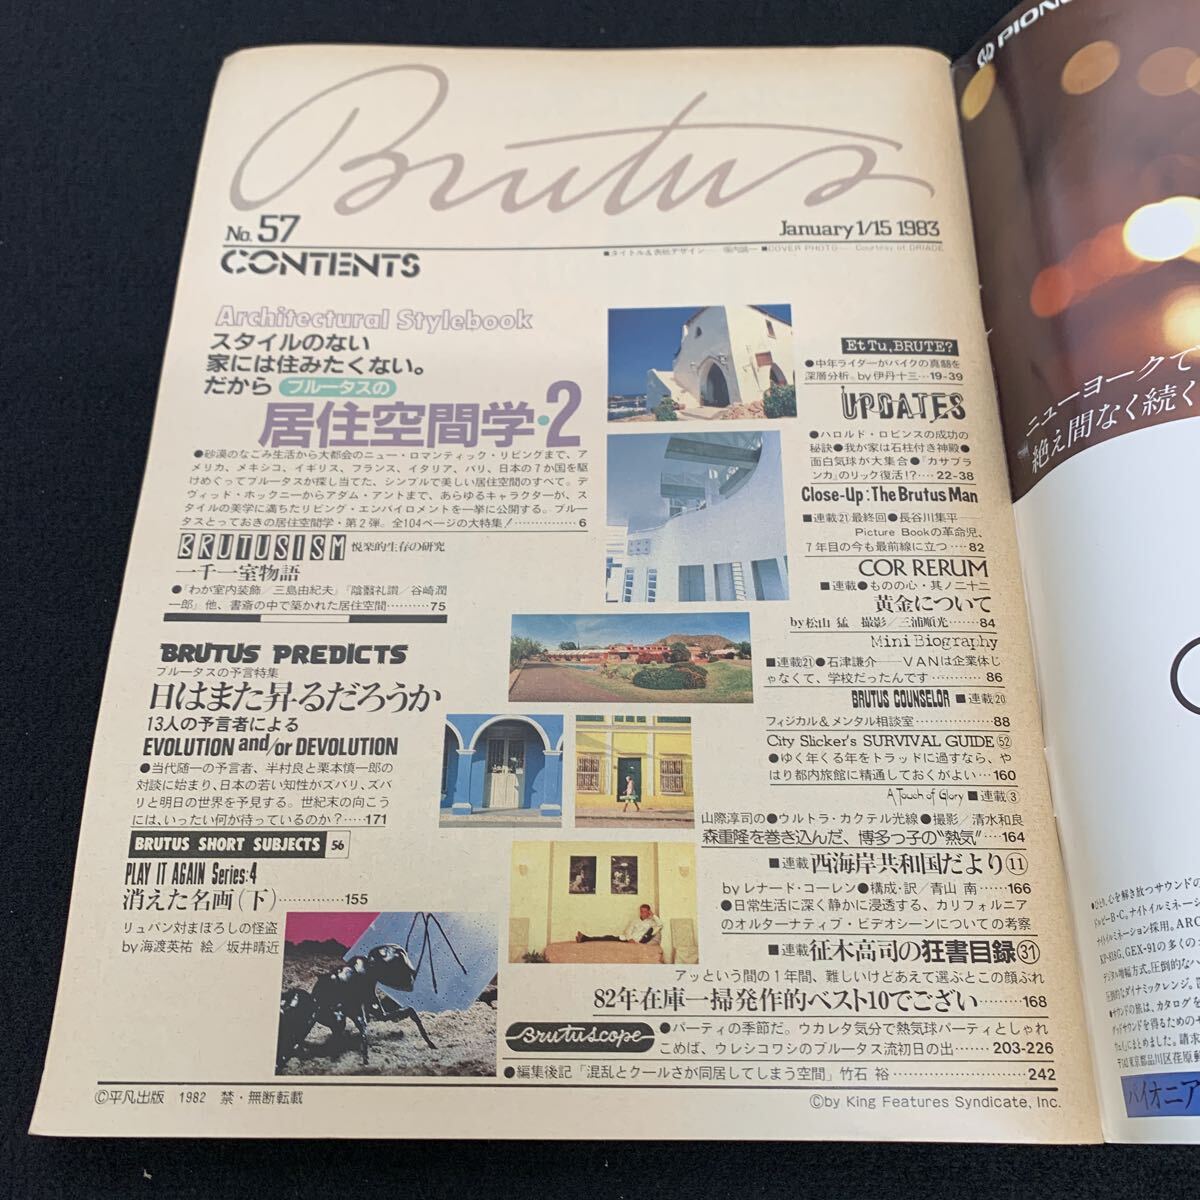 Brutus
No. 57
January 1/15 1983
CONTENTS
■タイトル&表紙デザイン──堀内誠一 ■COVER PHOTO── Courtesy of DRIADE
Architectural Stylebook
スタイルのない
家には住みたくない。
だから ブルータスの
居住空間学・2
●砂漠のなごみ生活から大都会のニュー・ロマンティック・リビングまで、ア
メリカ、メキシコ、イギリス、フランス、イタリア、バリ、日本の7か国を駆
けめぐってブルータスが探し当てた、シンプルで美しい居住空間のすべて。デ
ヴィッド・ホックニーからアダム・アントまで、あらゆるキャラクターが、ス
タイルの美学に満ちたリビング・エンバイロメントを一挙に公開する。ブルー
タスとっておきの居住空間学・第2弾。全104ページの大特集!……………6
BRUTUSISM 悦楽的生存の研究
一千一室物語
●「わが室内装飾/三島由紀夫」「陰翳礼讃/谷崎潤
一郎」他、書斎の中で築かれた居住空間………75
BRUTUS PREDICTS
ブルータスの予言特集
日はまた昇・るだろうか
13人の予言者による
EVOLUTION and/or DEVOLUTION
●当代随一の予言者、半村良と栗本慎一郎の
対談に始まり、日本の若い知性がズバリ、ズバ
リと明日の世界を予見する。世紀末の向こう
には、いったい何が待っているのか?……171
BRUTUS SHORT SUBJECTS 56
PLAY IT AGAIN Series:4
消えた名画(下)…………155
リュパン対まぼろしの怪盗
by 海渡英祐 絵/坂井晴近
Et Tu, BRUTE?
●中年ライダーがバイクの真髄を
深層分析。by 伊丹十三…19-39
UPDATES
●ハロルド・ロビンスの成功の
秘訣●我が家は石柱付き神殿●
面白気球が大集合●「カサブラ
ンカ」のリック復活!?……22-38
Close-Up: The Brutus Man
■連載㉑最終回●長谷川集平──
Picture Bookの革命児、
7年目の今も最前線に立つ……82
COR RERUM
■連載●ものの心・其ノ二十二
黄金について
by 松山 猛 撮影/三浦順光……84
Mini Biography
■連載㉑●石津謙介──VANは企業体じ
ゃなくて、学校だったんです…………86
BRUTUS COUNSELOR ■連載⑳
フィジカル&メンタル相談室……………88
City Slicker's SURVIVAL GUIDE 52
●ゆく年くる年をトラッドに過すなら、や
はり都内旅館に精通しておくがよい…160
A Touch of Glory ■連載③
山際淳司の●ウルトラ・カクテル光線●撮影/清水和良
森重隆を巻き込んだ、博多っ子の“熱気”…164
■連載 西海岸共和国だより⑪
by レナード・コーレン●構成・訳/青山 南……166
●日常生活に深く静かに浸透する、カリフォルニア
のオルターナティブ・ビデオシーンについての考察
■連載 征木高司の狂書目録㉛
アッという間の1年間、難しいけどあえて選ぶとこの顔ぶれ
82年在庫一掃発作的ベスト10でござい………168
Brutuscope ●パーティの季節だ。ウカレタ気分で熱気球パーティとしゃれ
こめば、ウレシコワシのブルータス流初日の出………203-226
●編集後記「混乱とクールさが同居してしまう空間」竹石 裕…………………242
©平凡出版 1982 禁・無断転載
©by King Features Syndicate, Inc.
PION
ニューヨークで
絶え間なく続く
パイオニア